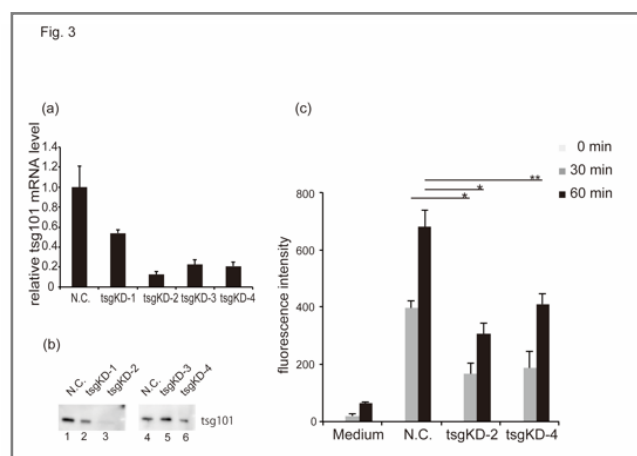 Fig. 3
(a)
relative tsg101 mRNA level
1.4
1.2
1.0
0.8
0.6
0.4
0.2
0
N.C.
tsgKD-1
tsgKD-2
tsgKD-3
tsgKD-4
(b)
N.C.
tsgKD-1
tsgKD-2
N.C.
tsgKD-3
tsgKD-4
tsg101
1 2 3 4 5 6
(c)
0 min
30 min
60 min
fluorescence intensity
800
600
400
200
0
**
*
*
Medium
N.C.
tsgKD-2
tsgKD-4